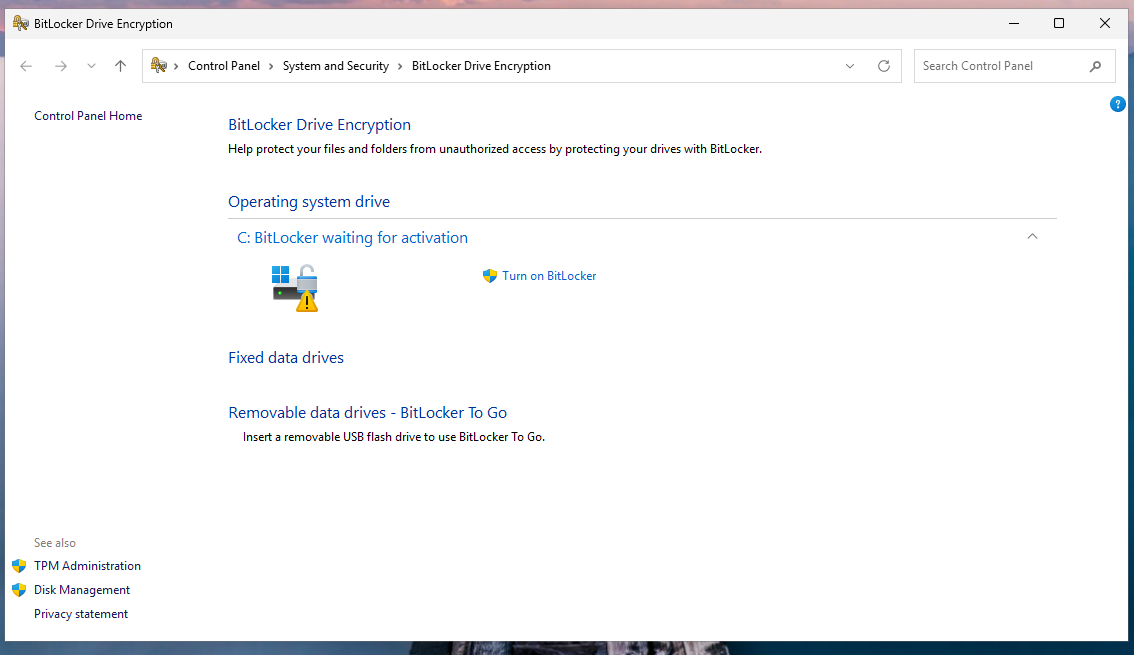 BitLocker Drive Encryption
Control Panel › System and Security › BitLocker Drive Encryption
Search Control Panel
Control Panel Home
?
BitLocker Drive Encryption
Help protect your files and folders from unauthorized access by protecting your drives with BitLocker.
Operating system drive
C: BitLocker waiting for activation
Turn on BitLocker
Fixed data drives
Removable data drives - BitLocker To Go
Insert a removable USB flash drive to use BitLocker To Go.
See also
TPM Administration
Disk Management
Privacy statement